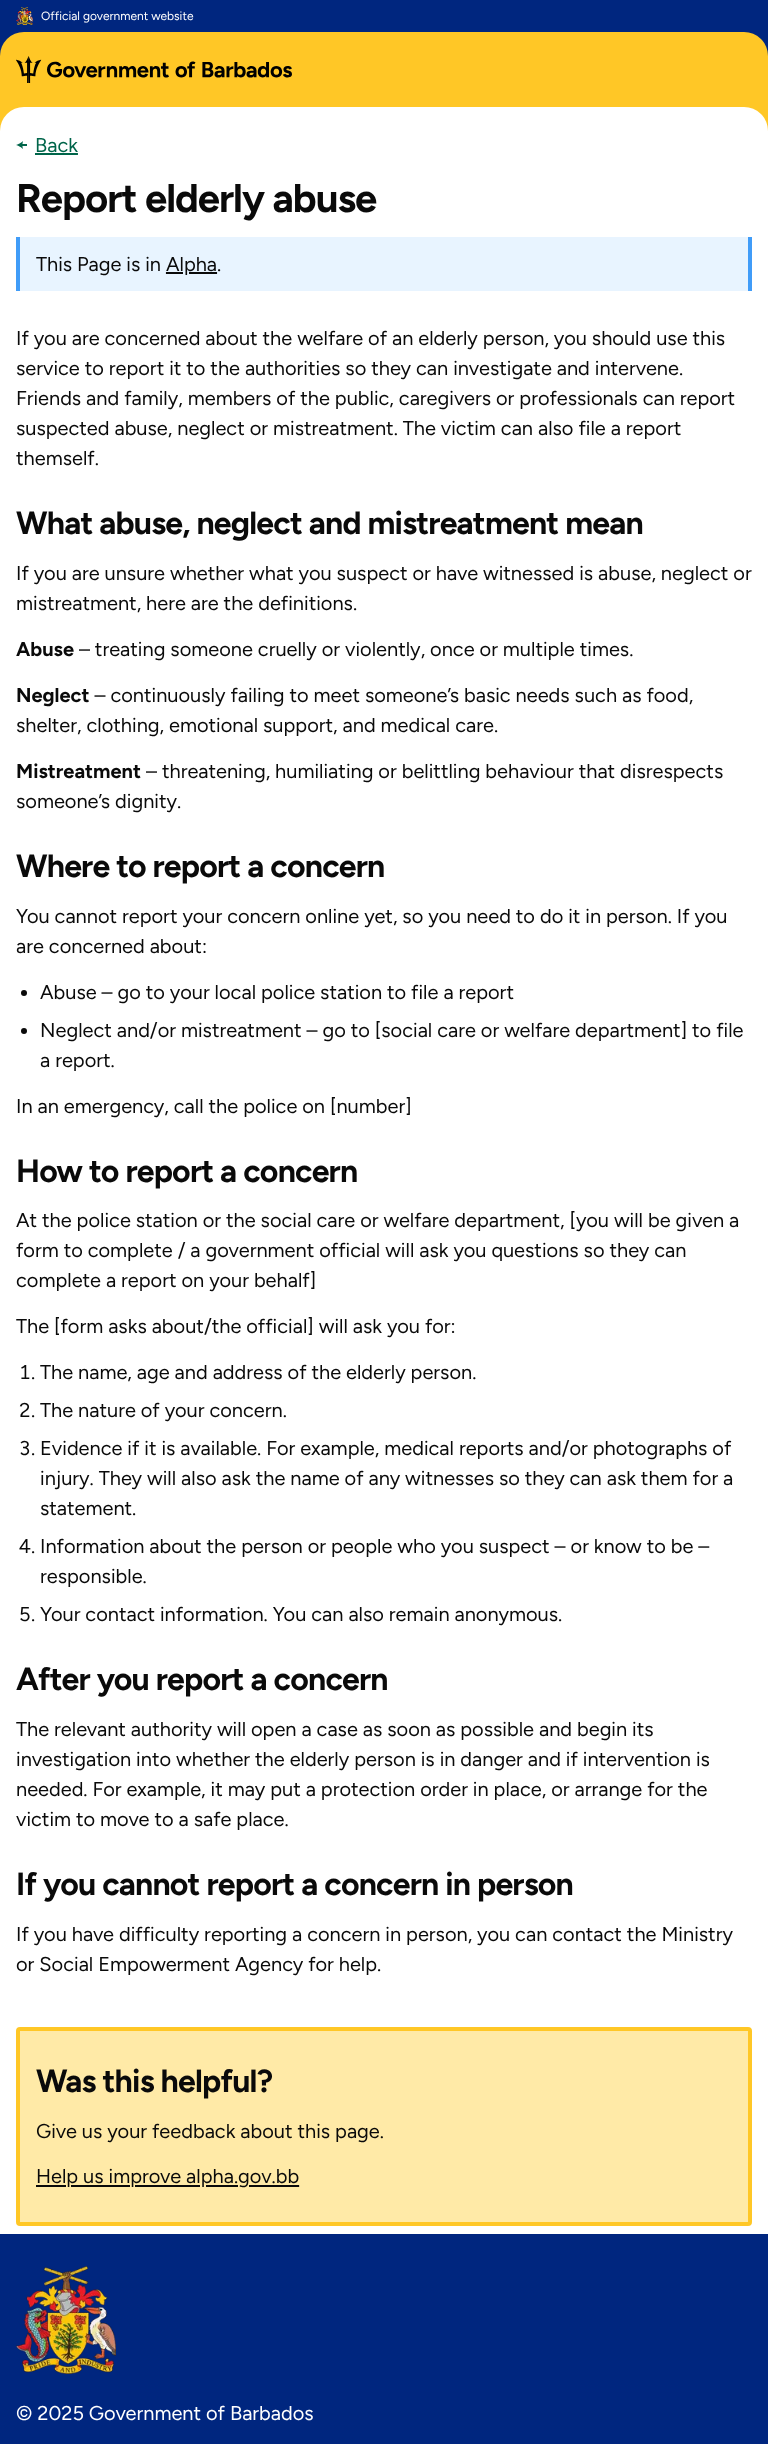 Official government website
Government of Barbados
Back
Report elderly abuse
This Page is in Alpha.
If you are concerned about the welfare of an elderly person, you should use this
service to report it to the authorities so they can investigate and intervene.
Friends and family, members of the public, caregivers or professionals can report
suspected abuse, neglect or mistreatment. The victim can also file a report
themself.
What abuse, neglect and mistreatment mean
If you are unsure whether what you suspect or have witnessed is abuse, neglect or
mistreatment, here are the definitions.
Abuse – treating someone cruelly or violently, once or multiple times.
Neglect – continuously failing to meet someone’s basic needs such as food,
shelter, clothing, emotional support, and medical care.
Mistreatment – threatening, humiliating or belittling behaviour that disrespects
someone’s dignity.
Where to report a concern
You cannot report your concern online yet, so you need to do it in person. If you
are concerned about:
• Abuse – go to your local police station to file a report
• Neglect and/or mistreatment – go to [social care or welfare department] to file
a report.
In an emergency, call the police on [number]
How to report a concern
At the police station or the social care or welfare department, [you will be given a
form to complete / a government official will ask you questions so they can
complete a report on your behalf]
The [form asks about/the official] will ask you for:
1. The name, age and address of the elderly person.
2. The nature of your concern.
3. Evidence if it is available. For example, medical reports and/or photographs of
injury. They will also ask the name of any witnesses so they can ask them for a
statement.
4. Information about the person or people who you suspect – or know to be –
responsible.
5. Your contact information. You can also remain anonymous.
After you report a concern
The relevant authority will open a case as soon as possible and begin its
investigation into whether the elderly person is in danger and if intervention is
needed. For example, it may put a protection order in place, or arrange for the
victim to move to a safe place.
If you cannot report a concern in person
If you have difficulty reporting a concern in person, you can contact the Ministry
or Social Empowerment Agency for help.
Was this helpful?
Give us your feedback about this page.
Help us improve alpha.gov.bb
PRIDE AND INDUSTRY
© 2025 Government of Barbados